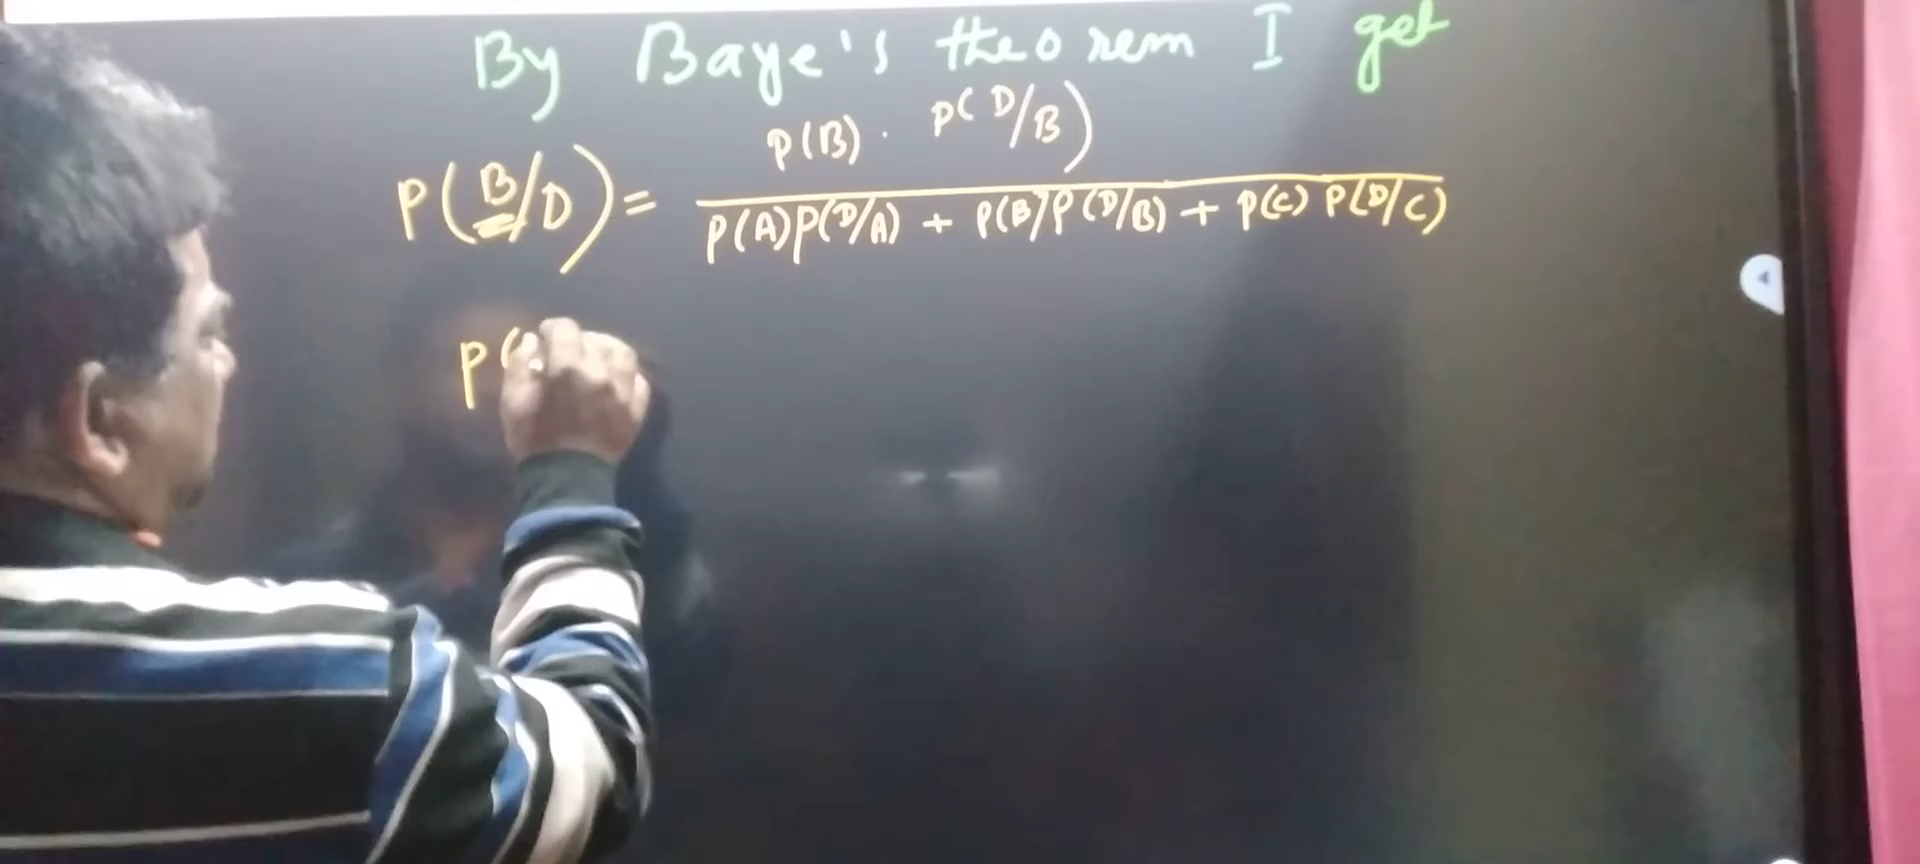 By Baye's theorem I get
P(B/D) = P(B) . P(D/B)
P(A)P(D/A) + P(B)P(D/B) + P(C) P(D/C)
P(